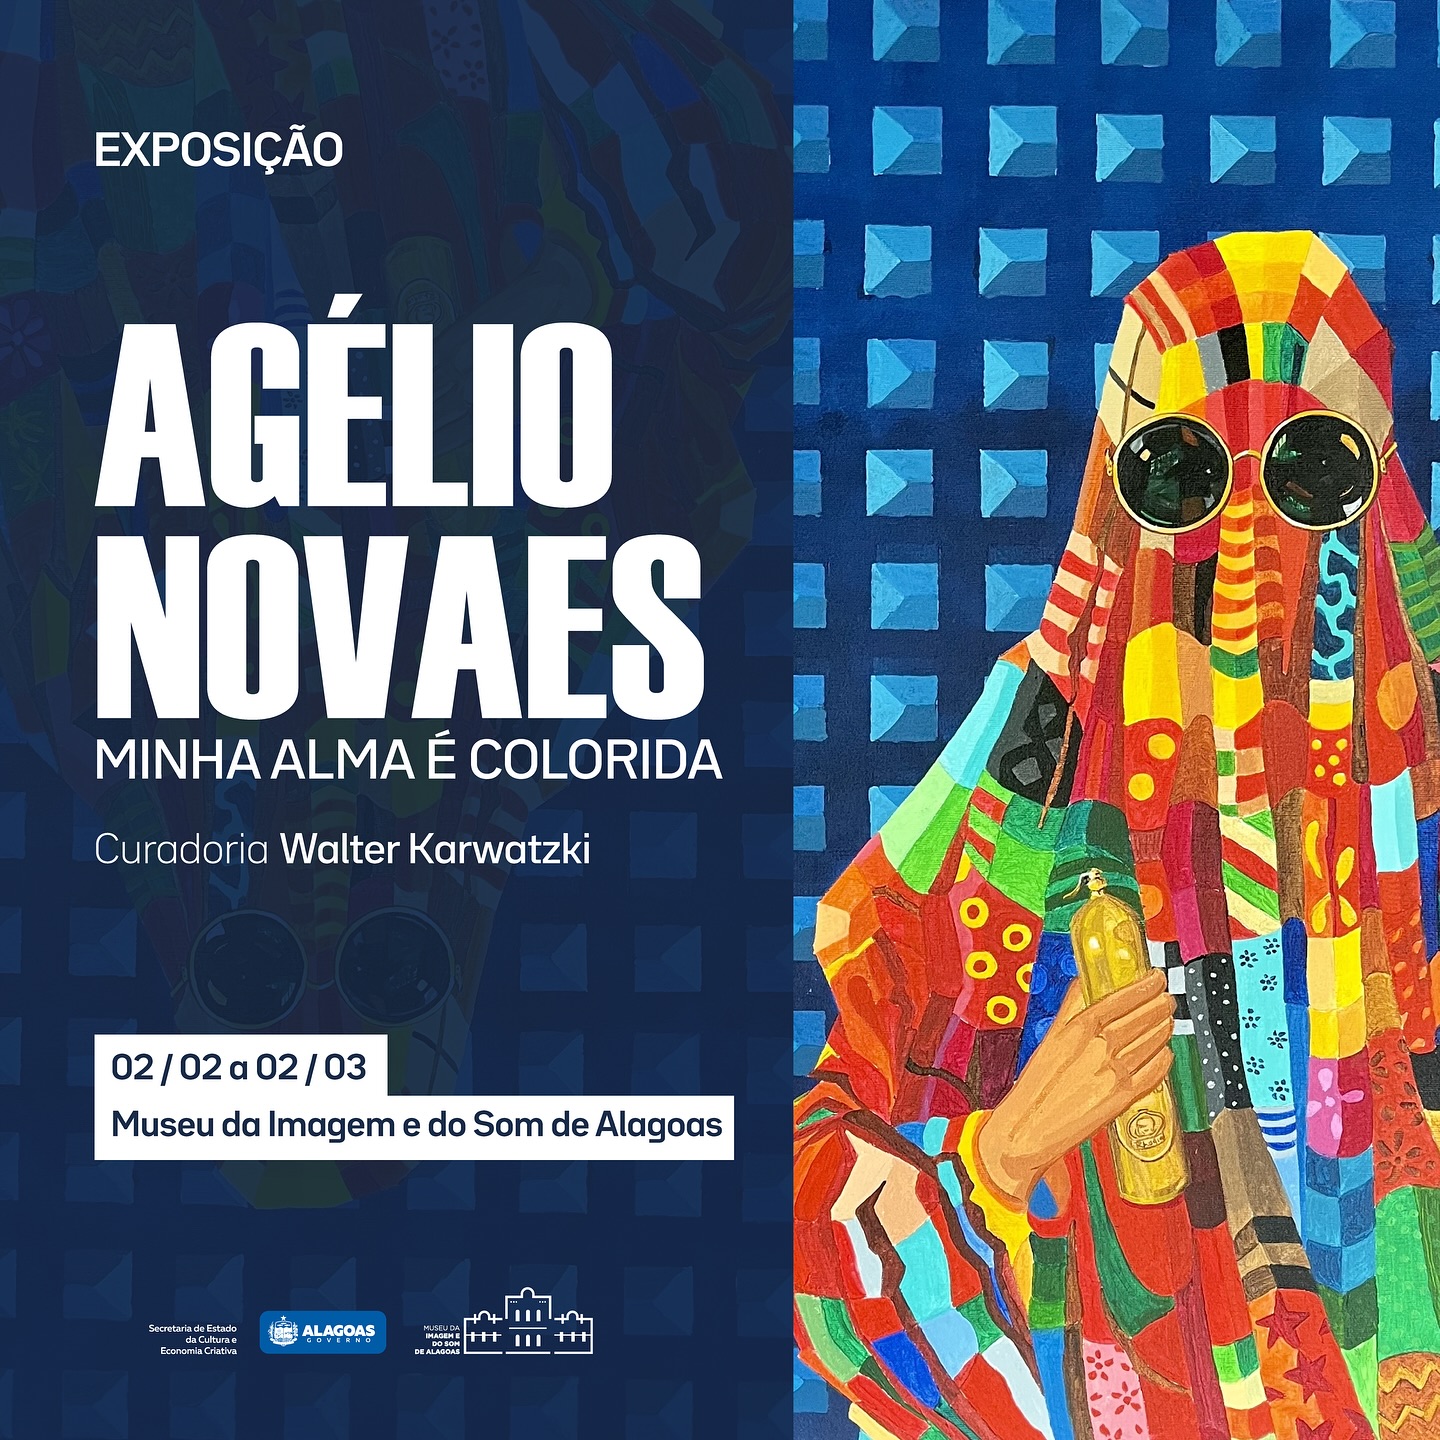 EXPOSIÇÃO
AGÉLIO
NOVAES
MINHA ALMA É COLORIDA
Curadoria Walter Karwatzki
02 / 02 a 02 / 03
Museu da Imagem e do Som de Alagoas
Secretaria de Estado
da Cultura e
Economia Criativa
ALAGOAS
GOVERNO
MUSEU DA
IMAGEM E
DO SOM
DE ALAGOAS